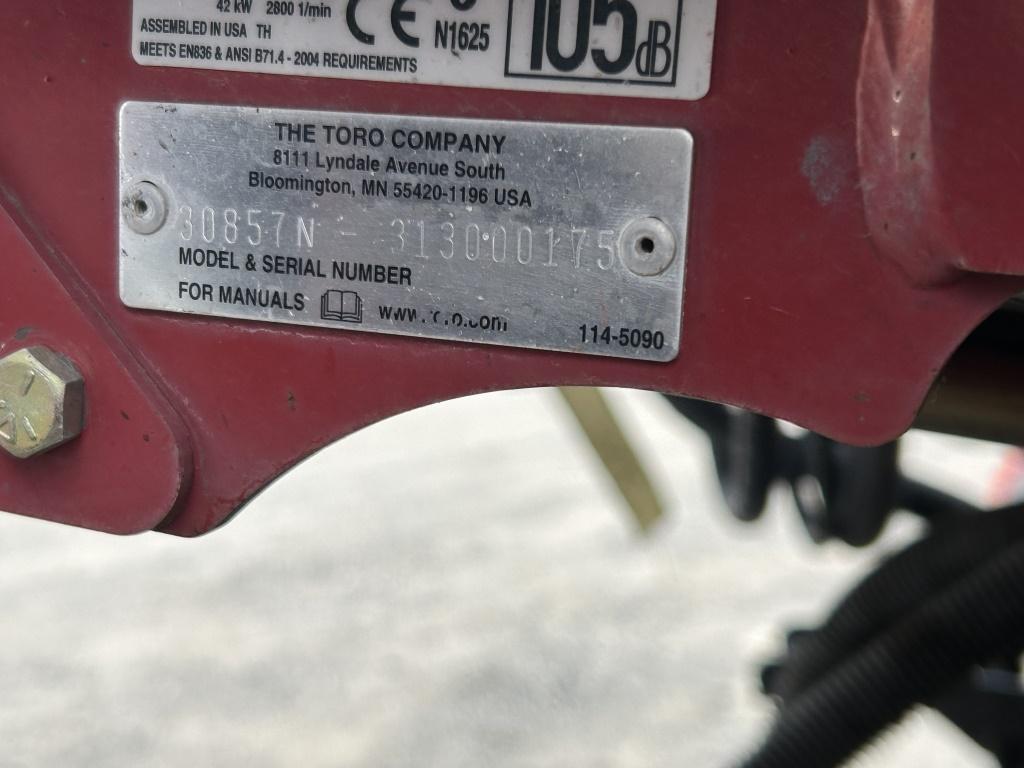 42 kW 2800 1/min
ASSEMBLED IN USA TH
MEETS EN836 & ANSI B71.4 - 2004 REQUIREMENTS
CE
N1625
105 dB
THE TORO COMPANY
8111 Lyndale Avenue South
Bloomington, MN 55420-1196 USA
30857N - 313000175
MODEL & SERIAL NUMBER
FOR MANUALS
114-5090